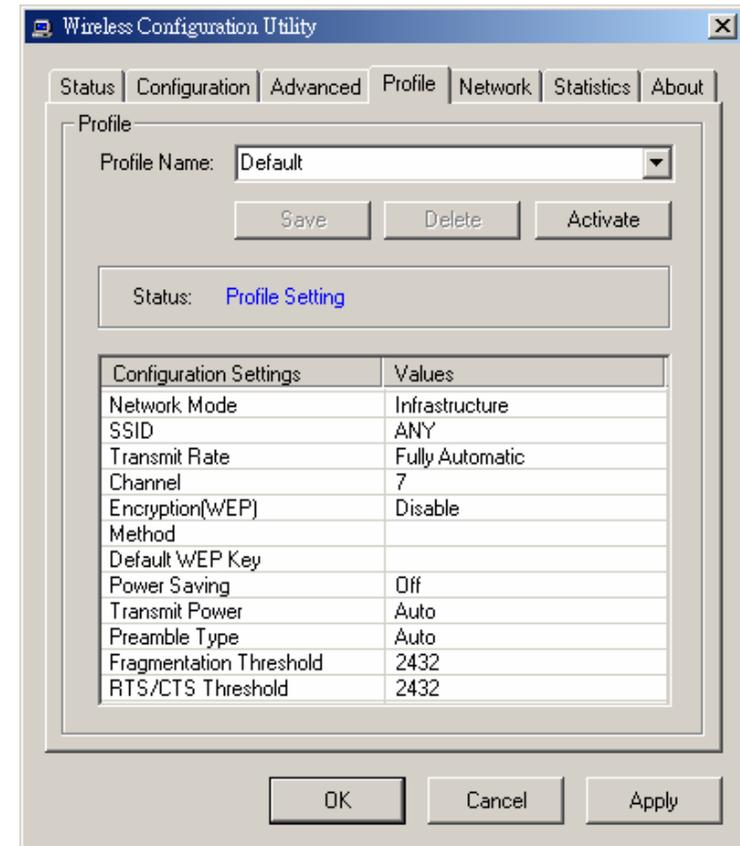 Wireless Configuration Utility
Status Configuration Advanced Profile Network Statistics About
Profile
Profile Name: Default
Save Delete Activate
Status: Profile Setting
Configuration Settings Values
Network Mode Infrastructure
SSID ANY
Transmit Rate Fully Automatic
Channel 7
Encryption(WEP) Disable
Method
Default WEP Key
Power Saving Off
Transmit Power Auto
Preamble Type Auto
Fragmentation Threshold 2432
RTS/CTS Threshold 2432
OK Cancel Apply